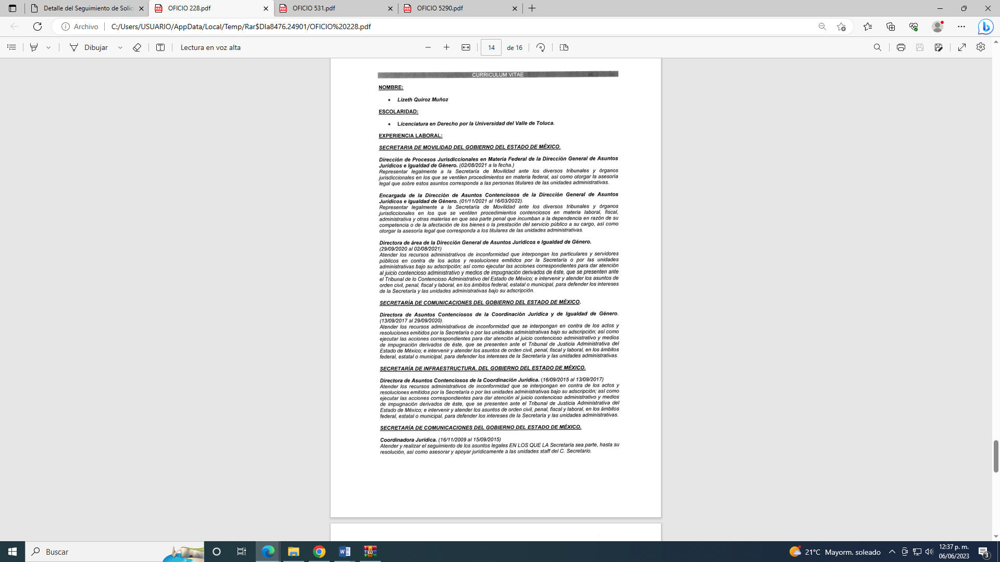 Detalle del Seguimiento de Solici
OFICIO 228.pdf
OFICIO 531.pdf
OFICIO 5290.pdf
Archivo
C:/Users/USUARIO/AppData/Local/Temp/Rar$DIa8476.24901/OFICIO%20228.pdf
Dibujar
Lectura en voz alta
14
de 16
CURRICULUM VITAE
NOMBRE:
• Lizeth Quiroz Muñoz
ESCOLARIDAD:
• Licenciatura en Derecho por la Universidad del Valle de Toluca.
EXPERIENCIA LABORAL:
SECRETARIA DE MOVILIDAD DEL GOBIERNO DEL ESTADO DE MÉXICO.
Dirección de Procesos Jurisdiccionales en Materia Federal de la Dirección General de Asuntos
Jurídicos e Igualdad de Género. (02/08/2021 a la fecha.)
Representar legalmente a la Secretaría de Movilidad ante los diversos tribunales y órganos
jurisdiccionales en los que se ventilen procedimientos en materia federal, así como otorgar la asesoría
legal que sobre estos asuntos corresponda a las personas titulares de las unidades administrativas.
Encargada de la Dirección de Asuntos Contenciosos de la Dirección General de Asuntos
Jurídicos e Igualdad de Género. (01/11/2021 al 16/03/2022).
Representar legalmente a la Secretaría de Movilidad ante los diversos tribunales y órganos
jurisdiccionales en los que se ventilen procedimientos contenciosos en materia laboral, fiscal,
administrativa y otras materias en que sea parte penal que incumban a la dependencia en razón de su
competencia o de la afectación de los bienes o la prestación del servicio público a su cargo, así como
otorgar la asesoría legal que corresponda a los titulares de las unidades administrativas.
Directora de área de la Dirección General de Asuntos Jurídicos e Igualdad de Género.
(29/09/2020 al 02/08/2021)
Atender los recursos administrativos de inconformidad que interpongan los particulares y servidores
públicos en contra de los actos y resoluciones emitidos por la Secretaría o por las unidades
administrativas bajo su adscripción; así como ejecutar las acciones correspondientes para dar atención
al juicio contencioso administrativo y medios de impugnación derivados de éste, que se presenten ante
el Tribunal de lo Contencioso Administrativo del Estado de México; e intervenir y atender los asuntos de
orden civil, penal, fiscal y laboral, en los ámbitos federal, estatal o municipal, para defender los intereses
de la Secretaría y las unidades administrativas bajo su adscripción.
SECRETARÍA DE COMUNICACIONES DEL GOBIERNO DEL ESTADO DE MÉXICO.
Directora de Asuntos Contenciosos de la Coordinación Jurídica y de Igualdad de Género.
(13/09/2017 al 29/09/2020).
Atender los recursos administrativos de inconformidad que se interpongan en contra de los actos y
resoluciones emitidos por la Secretaría o por las unidades administrativas bajo su adscripción; así como
ejecutar las acciones correspondientes para dar atención al juicio contencioso administrativo y medios
de impugnación derivados de éste, que se presenten ante el Tribunal de Justicia Administrativa del
Estado de México; e intervenir y atender los asuntos de orden civil, penal, fiscal y laboral, en los ámbitos
federal, estatal o municipal, para defender los intereses de la Secretaría y las unidades administrativas.
SECRETARÍA DE INFRAESTRUCTURA. DEL GOBIERNO DEL ESTADO DE MÉXICO.
Directora de Asuntos Contenciosos de la Coordinación Jurídica. (16/09/2015 al 13/09/2017)
Atender los recursos administrativos de inconformidad que se interpongan en contra de los actos y
resoluciones emitidos por la Secretaría o por las unidades administrativas bajo su adscripción; así como
ejecutar las acciones correspondientes para dar atención al juicio contencioso administrativo y medios
de impugnación derivados de éste, que se presenten ante el Tribunal de Justicia Administrativa del
Estado de México; e intervenir y atender los asuntos de orden civil, penal, fiscal y laboral, en los ámbitos
federal, estatal o municipal, para defender los intereses de la Secretaría y las unidades administrativas.
SECRETARÍA DE COMUNICACIONES DEL GOBIERNO DEL ESTADO DE MÉXICO.
Coordinadora Jurídica. (16/11/2009 al 15/09/2015)
Atender y realizar el seguimiento de los asuntos legales EN LOS QUE LA Secretaría sea parte, hasta su
resolución, así como asesorar y apoyar jurídicamente a las unidades staff del C. Secretario.
Buscar
21°C Mayorm. soleado
12:37 p. m.
06/06/2023
3